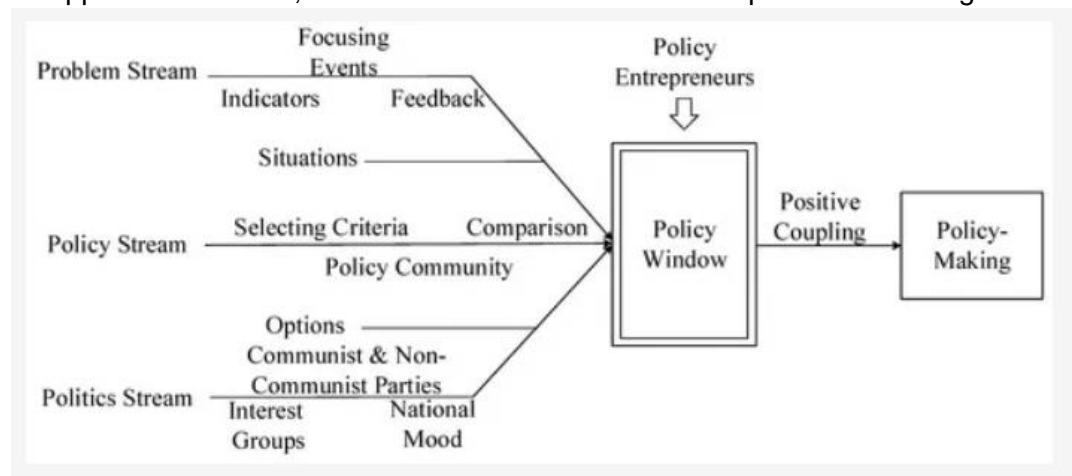 Focusing
Events
Problem Stream
Indicators
Feedback
Situations
Policy Stream
Selecting Criteria
Comparison
Policy Community
Options
Communist & Non-
Communist Parties
Politics Stream
Interest
Groups
National
Mood
Policy
Entrepreneurs
Policy
Window
Positive
Coupling
Policy-
Making